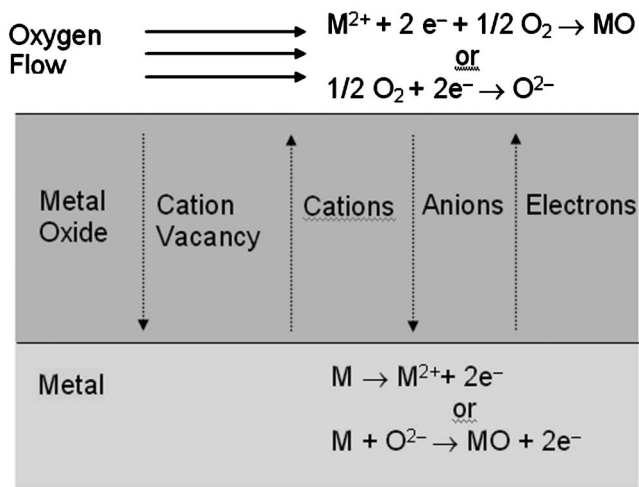 Oxygen
Flow
M²⁺ + 2 e⁻ + 1/2 O₂ → MO
or
1/2 O₂ + 2e⁻ → O²⁻
Metal
Oxide
Cation
Vacancy
Cations
Anions
Electrons
Metal
M → M²⁺ + 2e⁻
or
M + O²⁻ → MO + 2e⁻